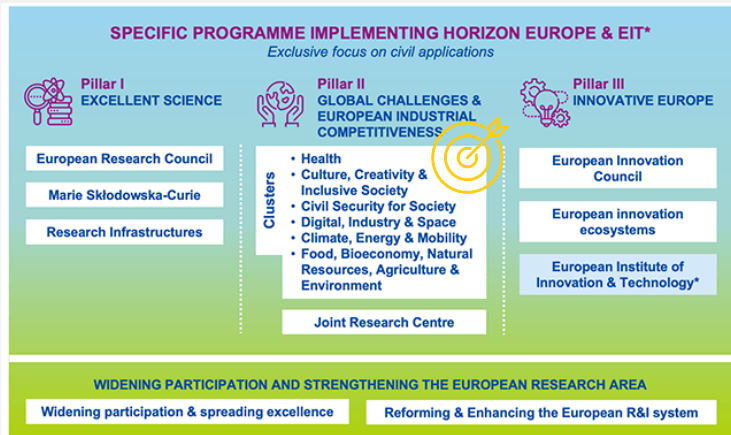 SPECIFIC PROGRAMME IMPLEMENTING HORIZON EUROPE & EIT*
Exclusive focus on civil applications
Pillar I
EXCELLENT SCIENCE
European Research Council
Marie Skłodowska-Curie
Research Infrastructures
Pillar II
GLOBAL CHALLENGES &
EUROPEAN INDUSTRIAL
COMPETITIVENESS
Clusters
• Health
• Culture, Creativity &
Inclusive Society
• Civil Security for Society
• Digital, Industry & Space
• Climate, Energy & Mobility
• Food, Bioeconomy, Natural
Resources, Agriculture &
Environment
Joint Research Centre
Pillar III
INNOVATIVE EUROPE
European Innovation
Council
European innovation
ecosystems
European Institute of
Innovation & Technology*
WIDENING PARTICIPATION AND STRENGTHENING THE EUROPEAN RESEARCH AREA
Widening participation & spreading excellence
Reforming & Enhancing the European R&I system